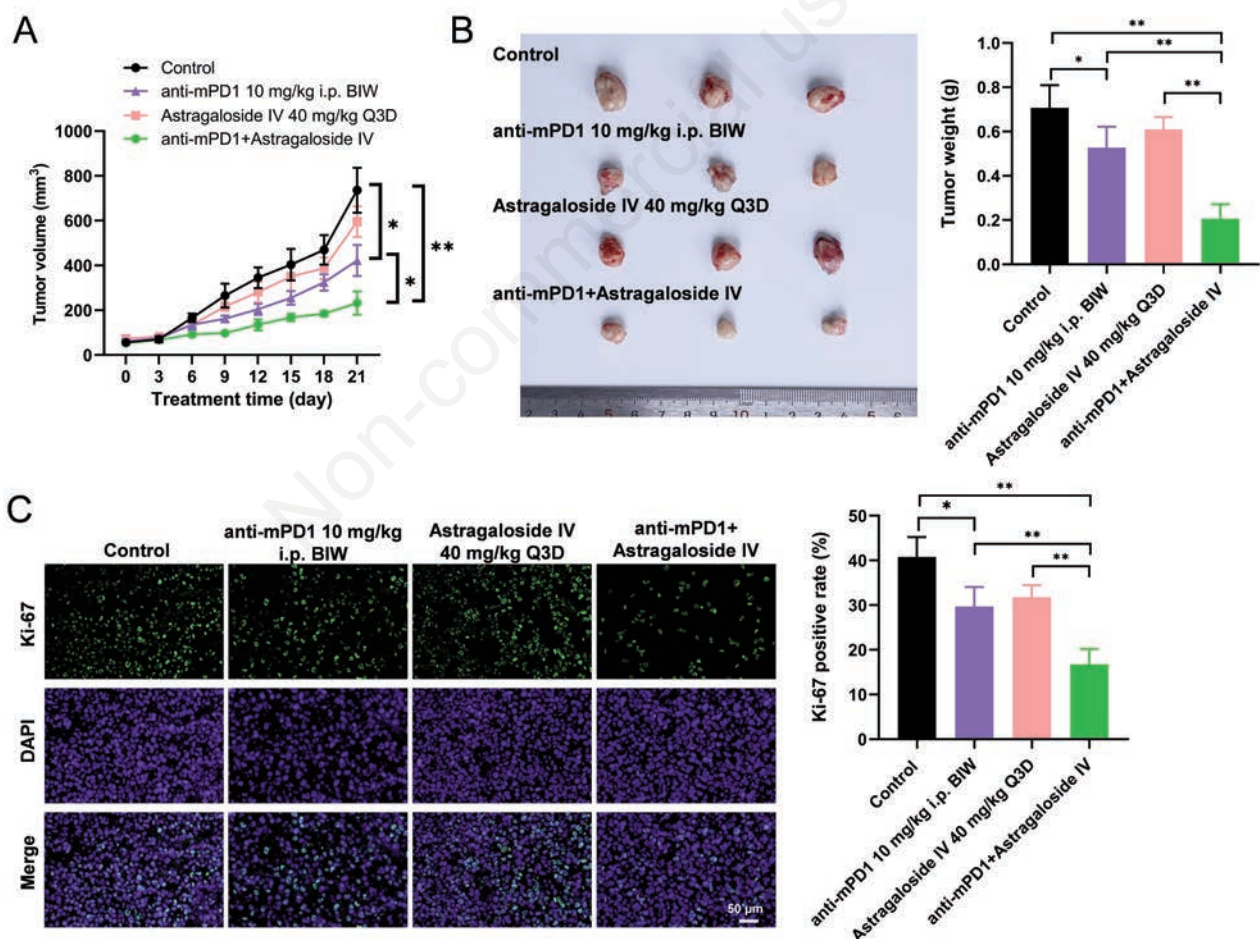 A
Control
anti-mPD1 10 mg/kg i.p. BIW
Astragaloside IV 40 mg/kg Q3D
anti-mPD1+Astragaloside IV
Tumor volume (mm³)
1000
800
600
400
200
0
0 3 6 9 12 15 18 21
Treatment time (day)
*
*
**
B
Control
anti-mPD1 10 mg/kg i.p. BIW
Astragaloside IV 40 mg/kg Q3D
anti-mPD1+Astragaloside IV
Tumor weight (g)
1.0
0.8
0.6
0.4
0.2
0.0
**
**
*
**
Control
anti-mPD1 10 mg/kg i.p. BIW
Astragaloside IV 40 mg/kg Q3D
anti-mPD1+Astragaloside IV
C
Control
anti-mPD1 10 mg/kg
i.p. BIW
Astragaloside IV
40 mg/kg Q3D
anti-mPD1+
Astragaloside IV
Ki-67
DAPI
Merge
50 μm
Ki-67 positive rate (%)
50
40
30
20
10
0
**
*
**
**
Control
anti-mPD1 10 mg/kg i.p. BIW
Astragaloside IV 40 mg/kg Q3D
anti-mPD1+Astragaloside IV
Non-commercial us